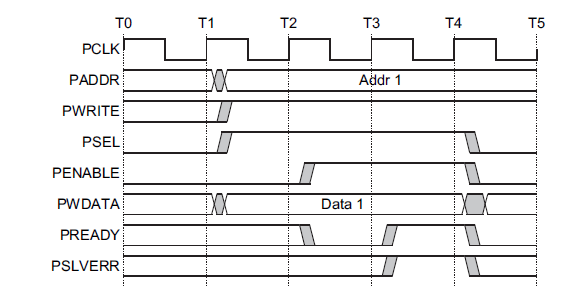 T0 T1 T2 T3 T4 T5
PCLK
PADDR Addr 1
PWRITE
PSEL
PENABLE
PWDATA Data 1
PREADY
PSLVERR